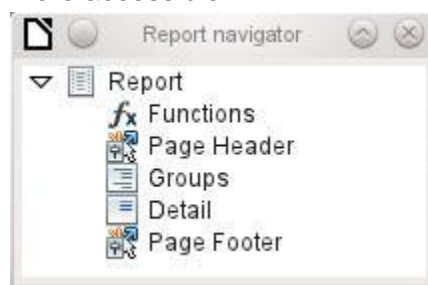 Report navigator
Report
Functions
Page Header
Groups
Detail
Page Footer